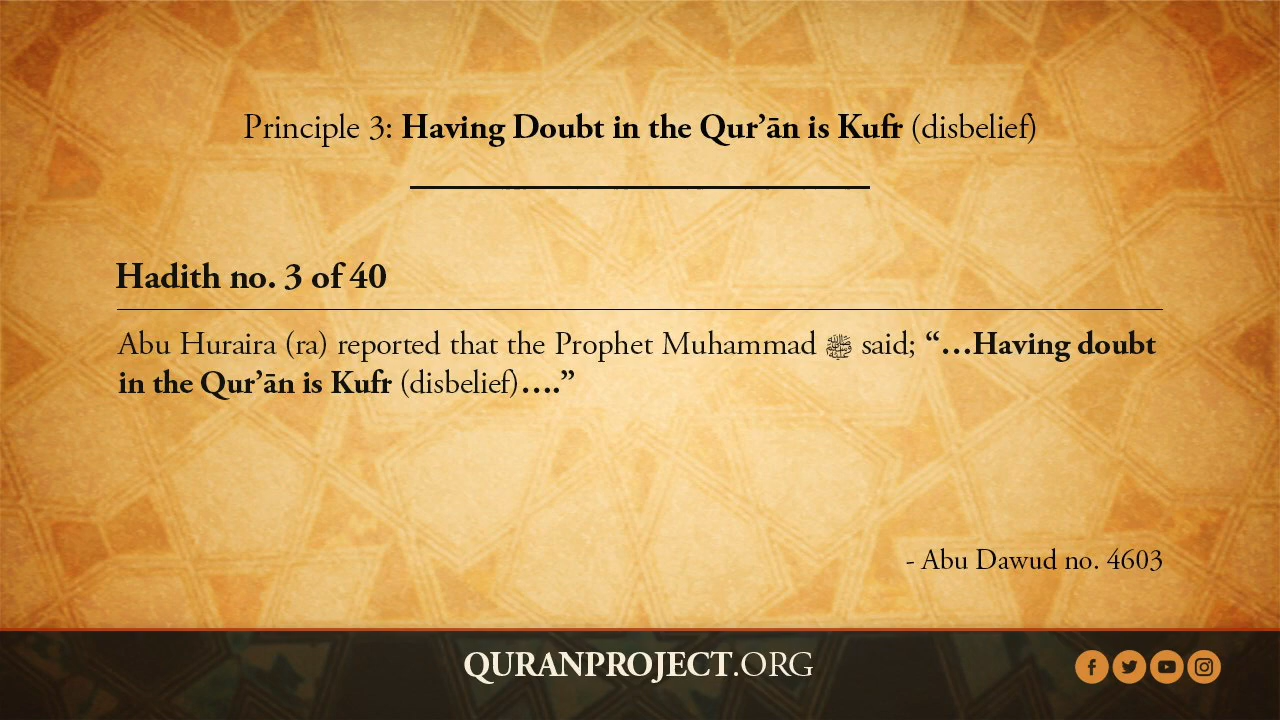 Principle 3: Having Doubt in the Qur’ān is Kufr (disbelief)
Hadith no. 3 of 40
Abu Huraira (ra) reported that the Prophet Muhammad ﷺ said; “…Having doubt
in the Qur’ān is Kufr (disbelief)….”
- Abu Dawud no. 4603
QURANPROJECT.ORG